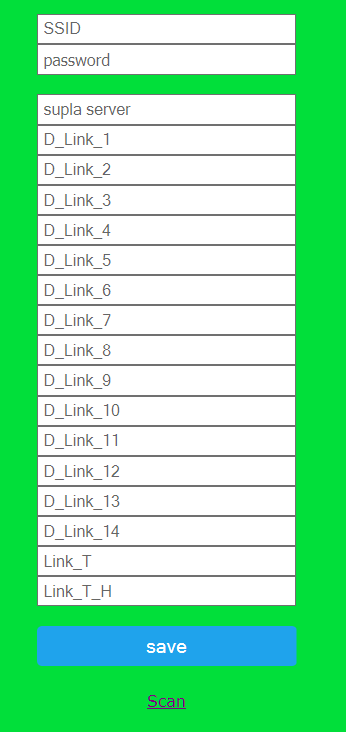 SSID
password
supla server
D_Link_1
D_Link_2
D_Link_3
D_Link_4
D_Link_5
D_Link_6
D_Link_7
D_Link_8
D_Link_9
D_Link_10
D_Link_11
D_Link_12
D_Link_13
D_Link_14
Link_T
Link_T_H
save
Scan